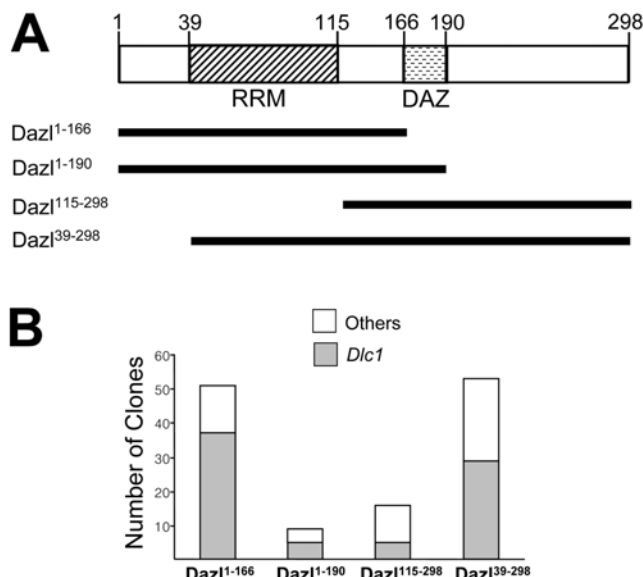 A
1 39 115 166 190 298
RRM DAZ
Dazl1-166
Dazl1-190
Dazl115-298
Dazl39-298
B
Others
Dlc1
Number of Clones
60
50
40
30
20
10
Dazl1-166 Dazl1-190 Dazl115-298 Dazl39-298